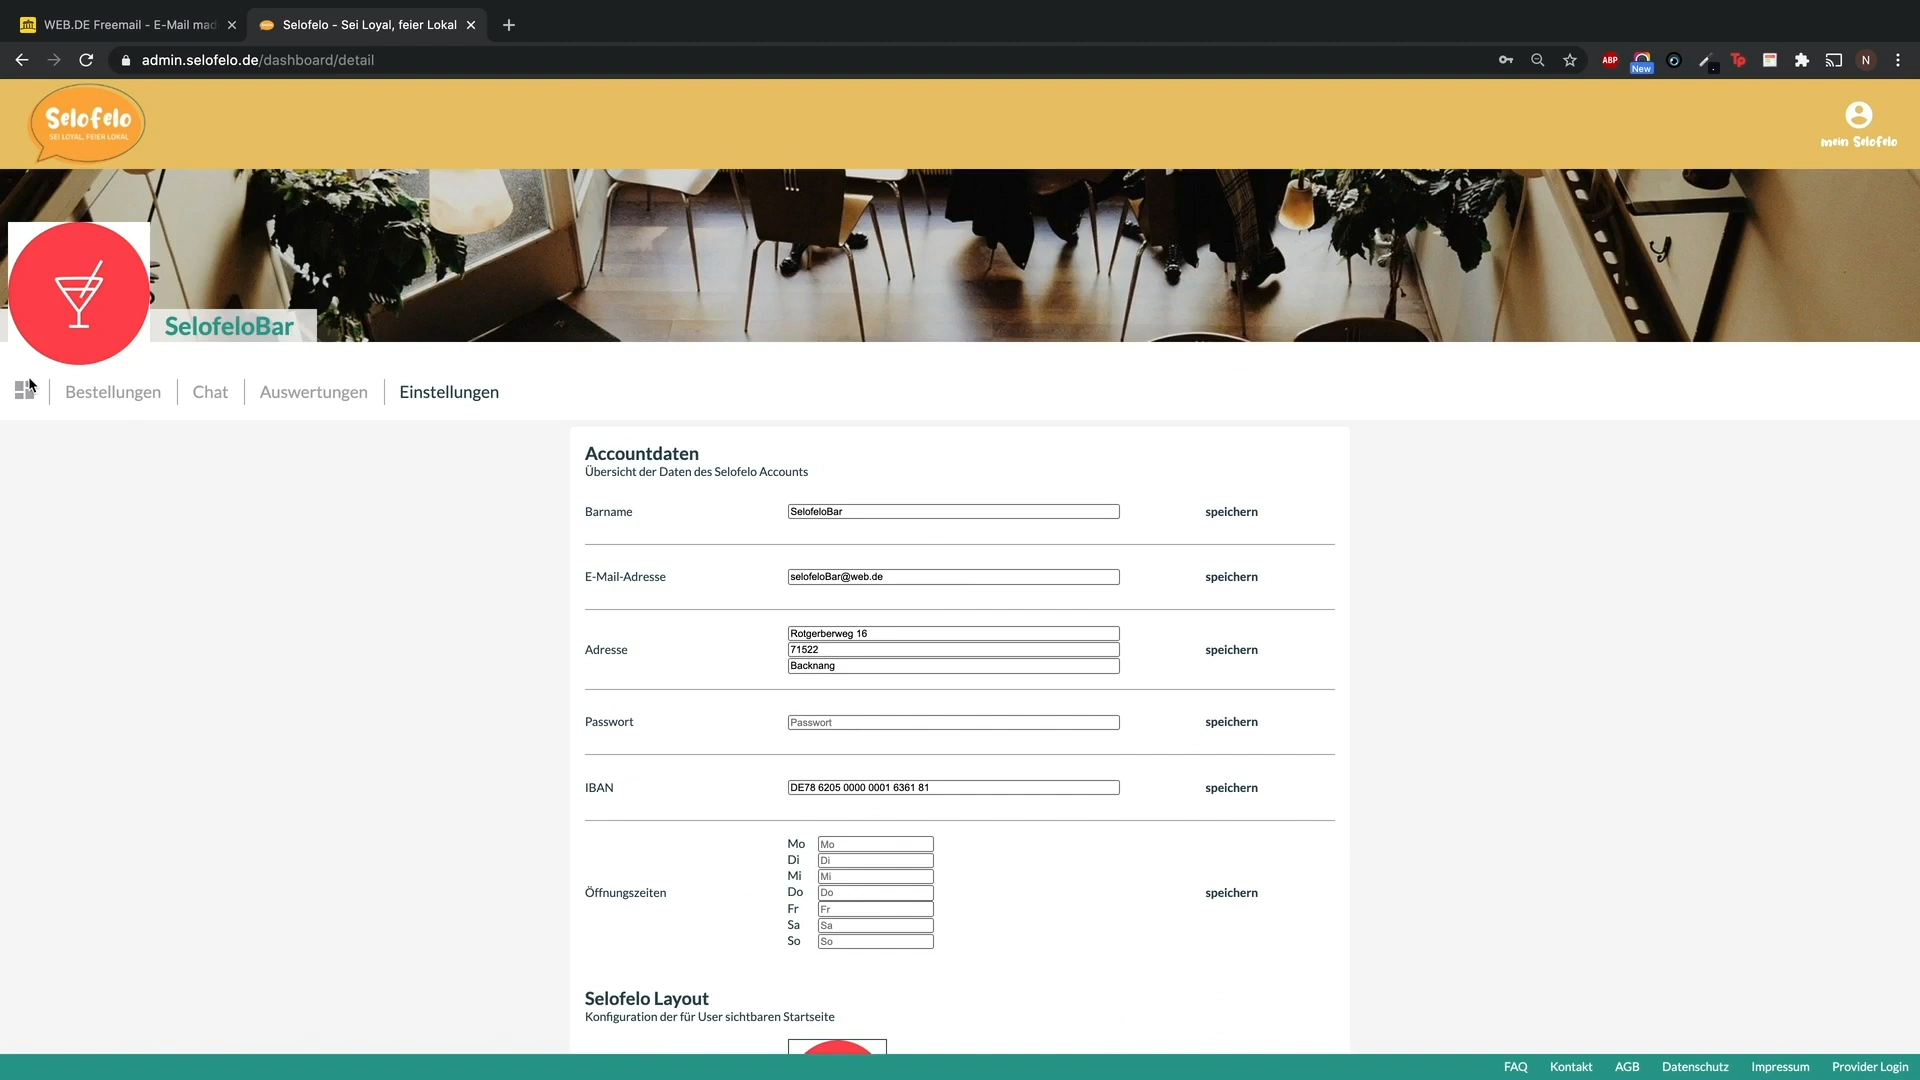 WEB.DE Freemail - E-Mail mad
Selofelo - Sei Loyal, feier Lokal
admin.selofelo.de/dashboard/detail
ABP
New
Tp
N
Selofelo
SEI LOYAL, FEIER LOKAL
mein Selofelo
SelofeloBar
Bestellungen
Chat
Auswertungen
Einstellungen
Accountdaten
Übersicht der Daten des Selofelo Accounts
Barname
SelofeloBar
speichern
E-Mail-Adresse
selofeloBar@web.de
speichern
Adresse
Rotgerberweg 16
71522
Backnang
speichern
Passwort
Passwort
speichern
IBAN
DE78 6205 0000 0001 6361 81
speichern
Öffnungszeiten
Mo Mo
Di Di
Mi Mi
Do Do
Fr Fr
Sa Sa
So So
speichern
Selofelo Layout
Konfiguration der für User sichtbaren Startseite
FAQ Kontakt AGB Datenschutz Impressum Provider Login